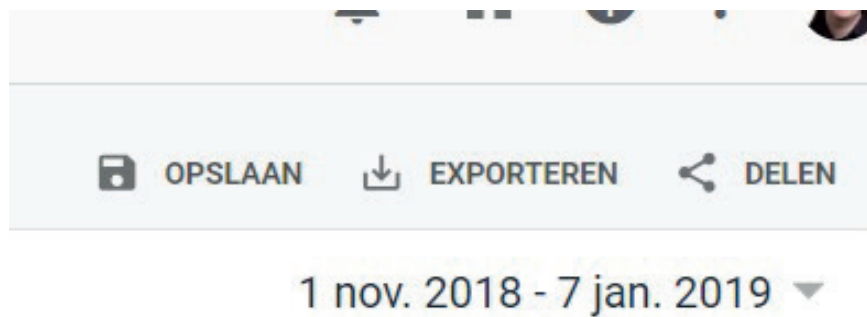 OPSLAAN EXPORTEREN DELEN
1 nov. 2018 - 7 jan. 2019